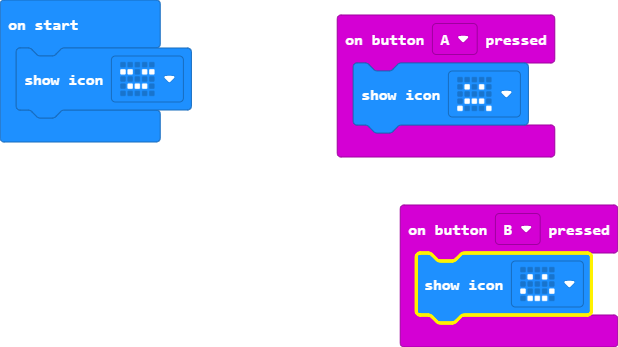 on start
show icon
on button A pressed
show icon
on button B pressed
show icon